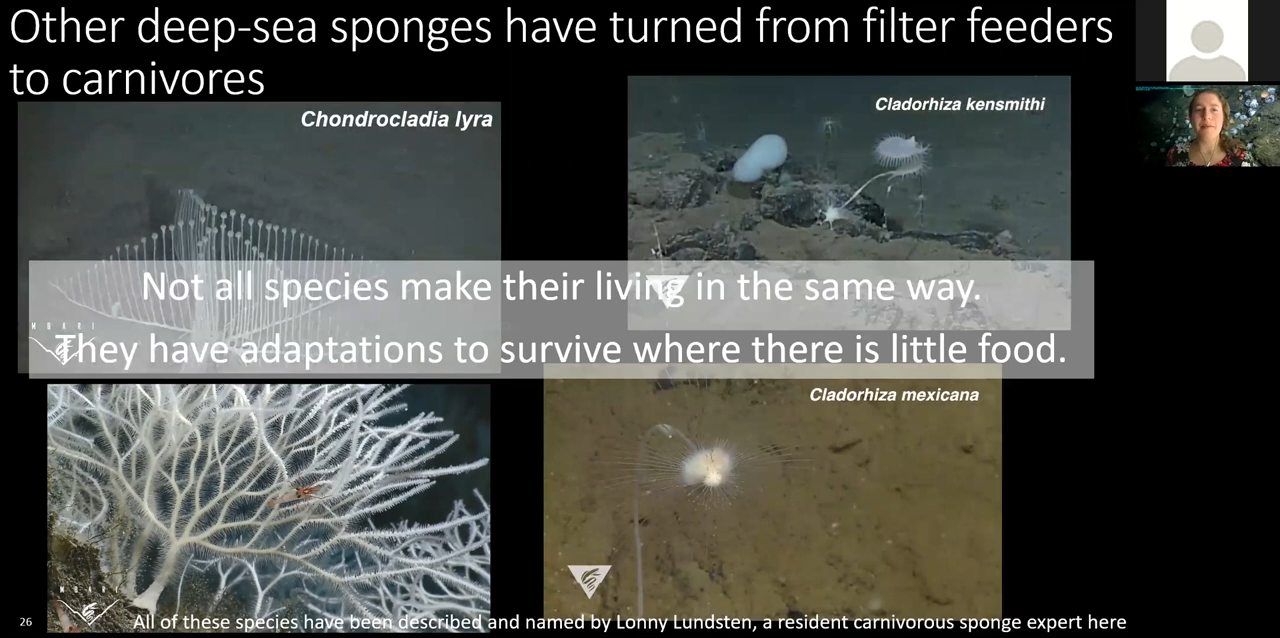 Other deep-sea sponges have turned from filter feeders
to carnivores
Chondrocladia lyra
Cladorhiza kensmithi
Not all species make their living in the same way.
They have adaptations to survive where there is little food.
MBARI
Cladorhiza mexicana
MBARI
26
All of these species have been described and named by Lonny Lundsten, a resident carnivorous sponge expert here